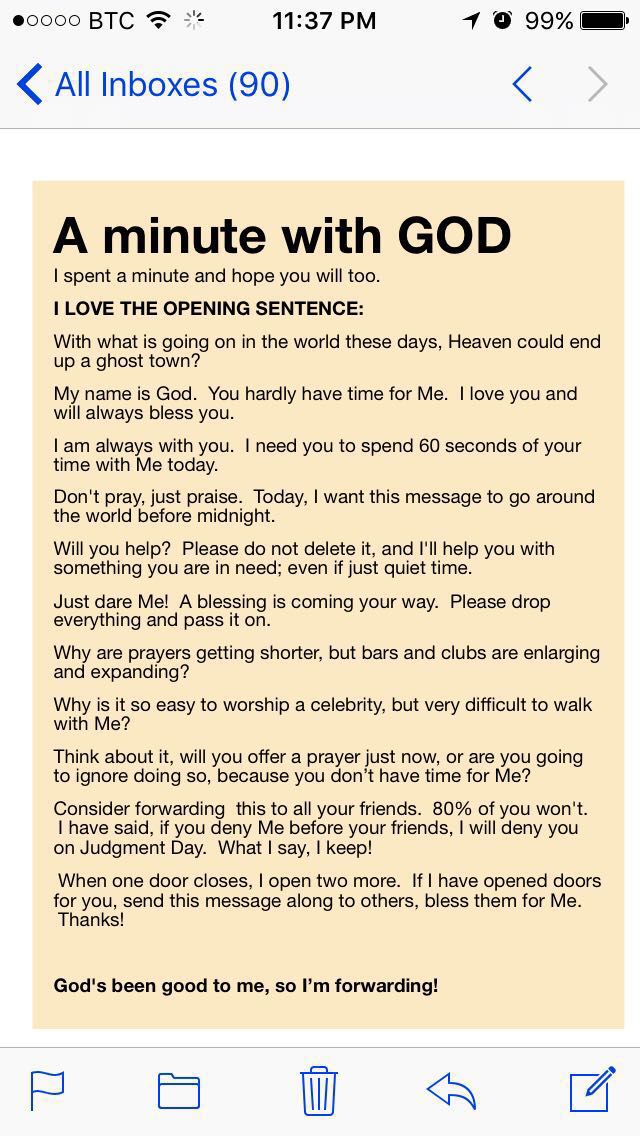 BTC 11:37 PM 99%
All Inboxes (90)
A minute with GOD
I spent a minute and hope you will too.
I LOVE THE OPENING SENTENCE:
With what is going on in the world these days, Heaven could end
up a ghost town?
My name is God.  You hardly have time for Me.  I love you and
will always bless you.
I am always with you.  I need you to spend 60 seconds of your
time with Me today.
Don't pray, just praise.  Today, I want this message to go around
the world before midnight.
Will you help?  Please do not delete it, and I'll help you with
something you are in need; even if just quiet time.
Just dare Me!  A blessing is coming your way.  Please drop
everything and pass it on.
Why are prayers getting shorter, but bars and clubs are enlarging
and expanding?
Why is it so easy to worship a celebrity, but very difficult to walk
with Me?
Think about it, will you offer a prayer just now, or are you going
to ignore doing so, because you don’t have time for Me?
Consider forwarding  this to all your friends.  80% of you won't.
I have said, if you deny Me before your friends, I will deny you
on Judgment Day.  What I say, I keep!
When one door closes, I open two more.  If I have opened doors
for you, send this message along to others, bless them for Me.
Thanks!
God's been good to me, so I’m forwarding!